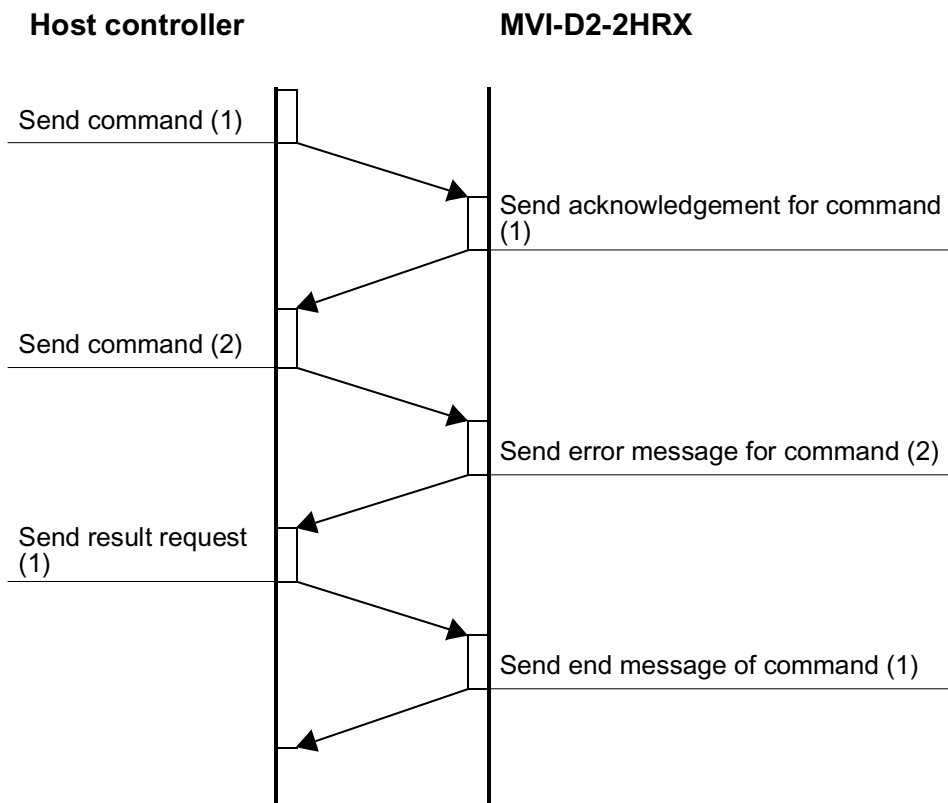 Host controller
MVI-D2-2HRX
Send command (1)
Send acknowledgement for command
(1)
Send command (2)
Send error message for command (2)
Send result request
(1)
Send end message of command (1)